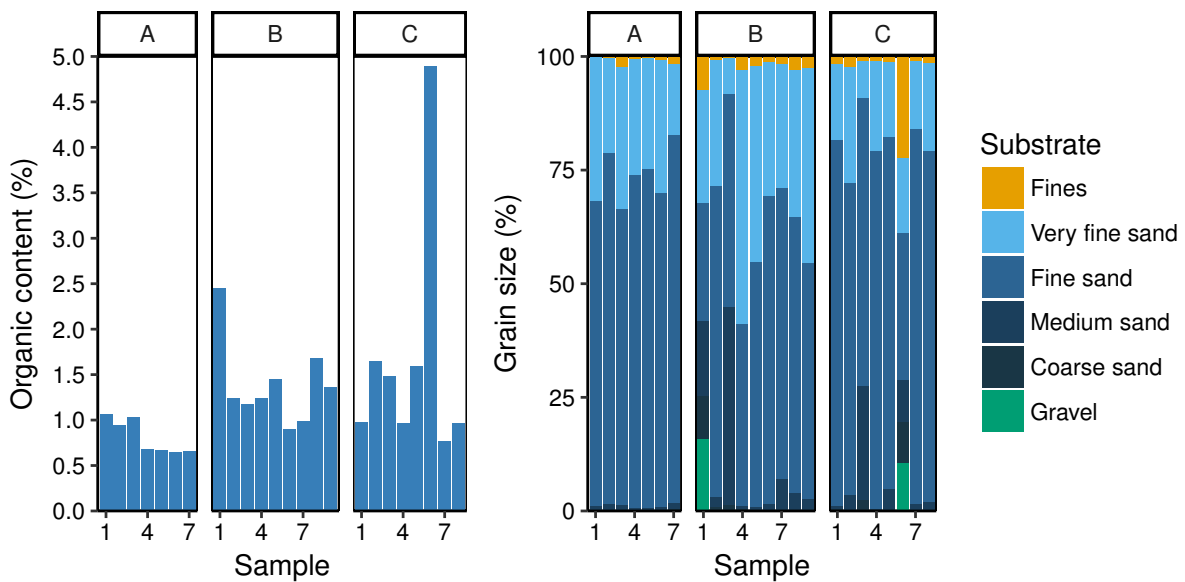 A B C
Organic content (%)
5.0
4.5
4.0
3.5
3.0
2.5
2.0
1.5
1.0
0.5
0.0
1 4 7 1 4 7 1 4 7
Sample
A B C
Grain size (%)
100
75
50
25
0
1 4 7 1 4 7 1 4 7
Sample
Substrate
Fines
Very fine sand
Fine sand
Medium sand
Coarse sand
Gravel